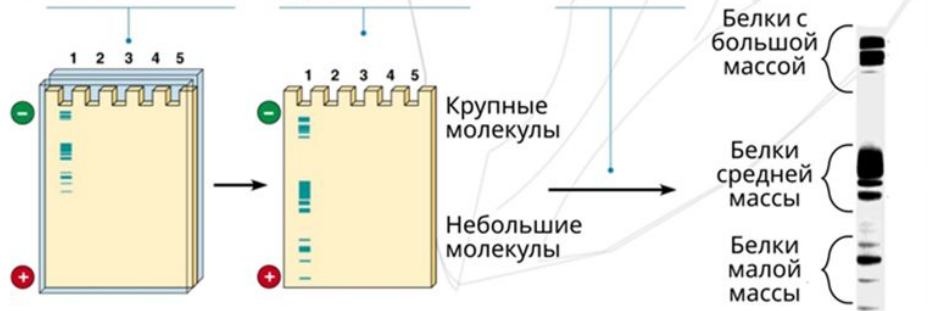 1 2 3 4 5
−
+
1 2 3 4 5
−
+
Крупные
молекулы
Небольшие
молекулы
Белки с
большой
массой
Белки
средней
массы
Белки
малой
массы